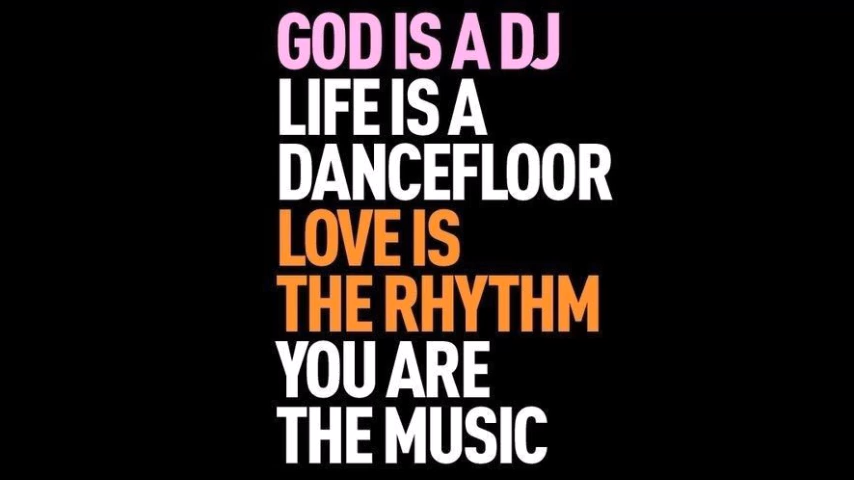 GOD IS A DJ
LIFE IS A
DANCEFLOOR
LOVE IS
THE RHYTHM
YOU ARE
THE MUSIC